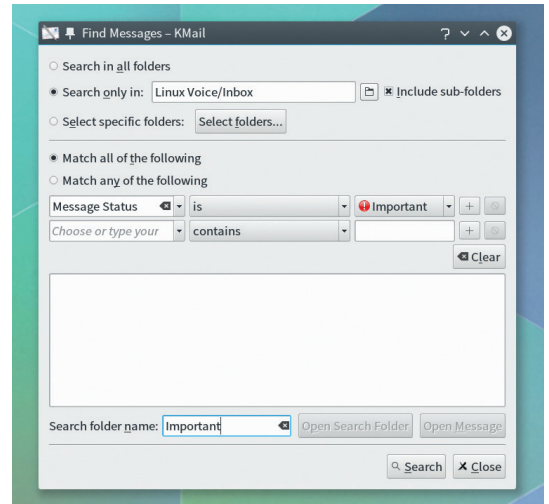 Find Messages – KMail
Search in all folders
Search only in: Linux Voice/Inbox Include sub-folders
Select specific folders: Select folders...
Match all of the following
Match any of the following
Message Status is Important
Choose or type your contains
Clear
Search folder name: Important Open Search Folder Open Message
Search Close